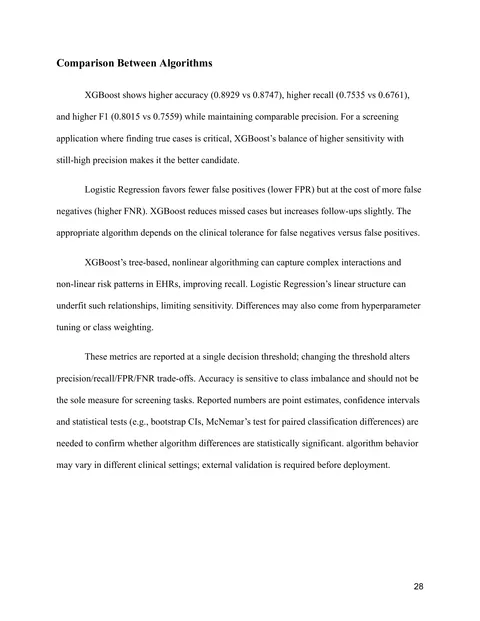 Comparison Between Algorithms
XGBoost shows higher accuracy (0.8929 vs 0.8747), higher recall (0.7535 vs 0.6761),
and higher F1 (0.8015 vs 0.7559) while maintaining comparable precision. For a screening
application where finding true cases is critical, XGBoost’s balance of higher sensitivity with
still-high precision makes it the better candidate.
Logistic Regression favors fewer false positives (lower FPR) but at the cost of more false
negatives (higher FNR). XGBoost reduces missed cases but increases follow-ups slightly. The
appropriate algorithm depends on the clinical tolerance for false negatives versus false positives.
XGBoost’s tree-based, nonlinear algorithming can capture complex interactions and
non-linear risk patterns in EHRs, improving recall. Logistic Regression’s linear structure can
underfit such relationships, limiting sensitivity. Differences may also come from hyperparameter
tuning or class weighting.
These metrics are reported at a single decision threshold; changing the threshold alters
precision/recall/FPR/FNR trade-offs. Accuracy is sensitive to class imbalance and should not be
the sole measure for screening tasks. Reported numbers are point estimates, confidence intervals
and statistical tests (e.g., bootstrap CIs, McNemar’s test for paired classification differences) are
needed to confirm whether algorithm differences are statistically significant. algorithm behavior
may vary in different clinical settings; external validation is required before deployment.
28